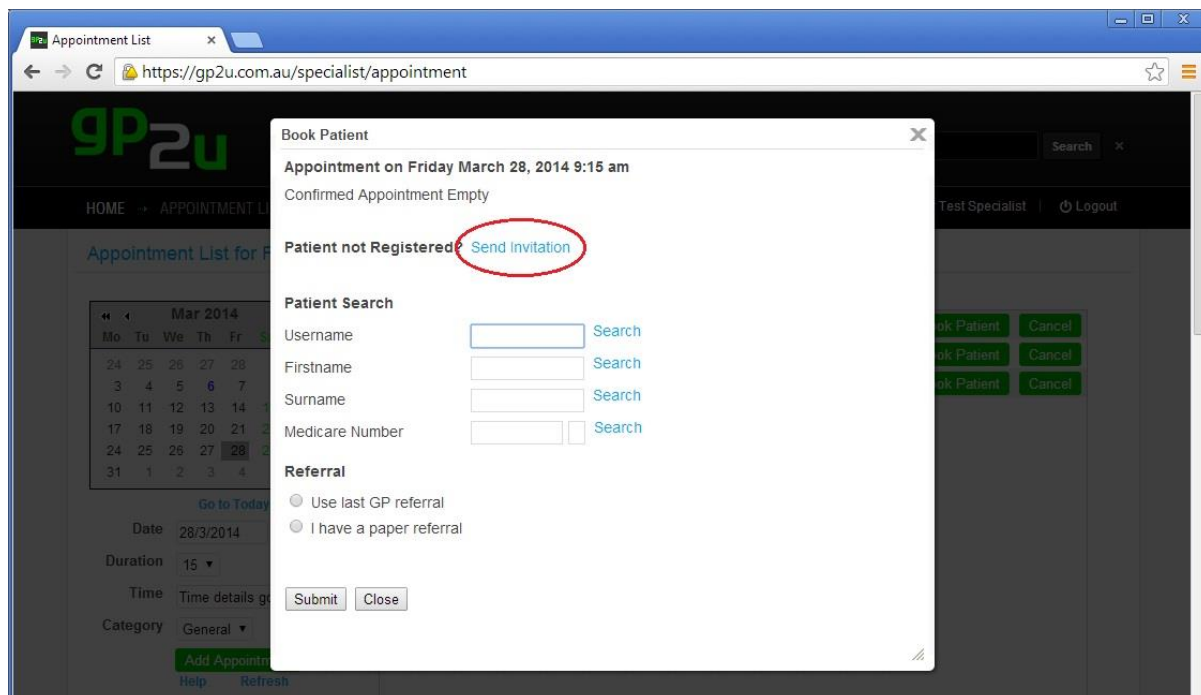 gp2u Appointment List
https://gp2u.com.au/specialist/appointment
gp2u
Search
HOME → APPOINTMENT
Test Specialist | Logout
Appointment List for
Book Patient
Appointment on Friday March 28, 2014 9:15 am
Confirmed Appointment Empty
Patient not Registered? Send Invitation
Patient Search
Username Search
Firstname Search
Surname Search
Medicare Number Search
Referral
Use last GP referral
I have a paper referral
Submit Close
Mar 2014
Mo Tu We Th Fr
24 25 26 27 28
3 4 5 6 7
10 11 12 13 14
17 18 19 20 21
24 25 26 27 28
31 1 2 3 4
Go to Today
Date 28/3/2014
Duration 15
Time Time details
Category General
Add
Help Refresh
Patient Cancel
Patient Cancel
Patient Cancel